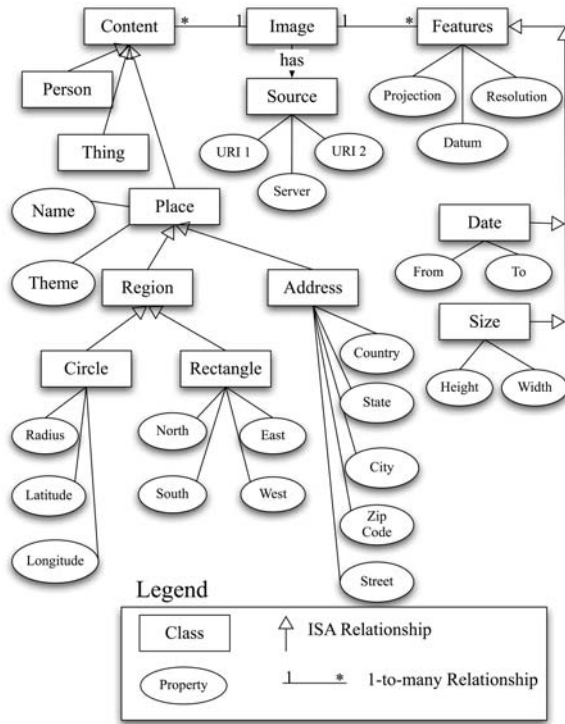 Content * 1 Image 1 * Features
has
Person
Projection Resolution
Source
Thing
Datum
URI 1 URI 2
Server
Name
Place
Date
Theme
From To
Region Address
Size
Country
Circle Rectangle
Height Width
State
Radius North East
City
Latitude South West
Zip
Code
Longitude
Street
Legend
Class ISA Relationship
Property 1 * 1-to-many Relationship